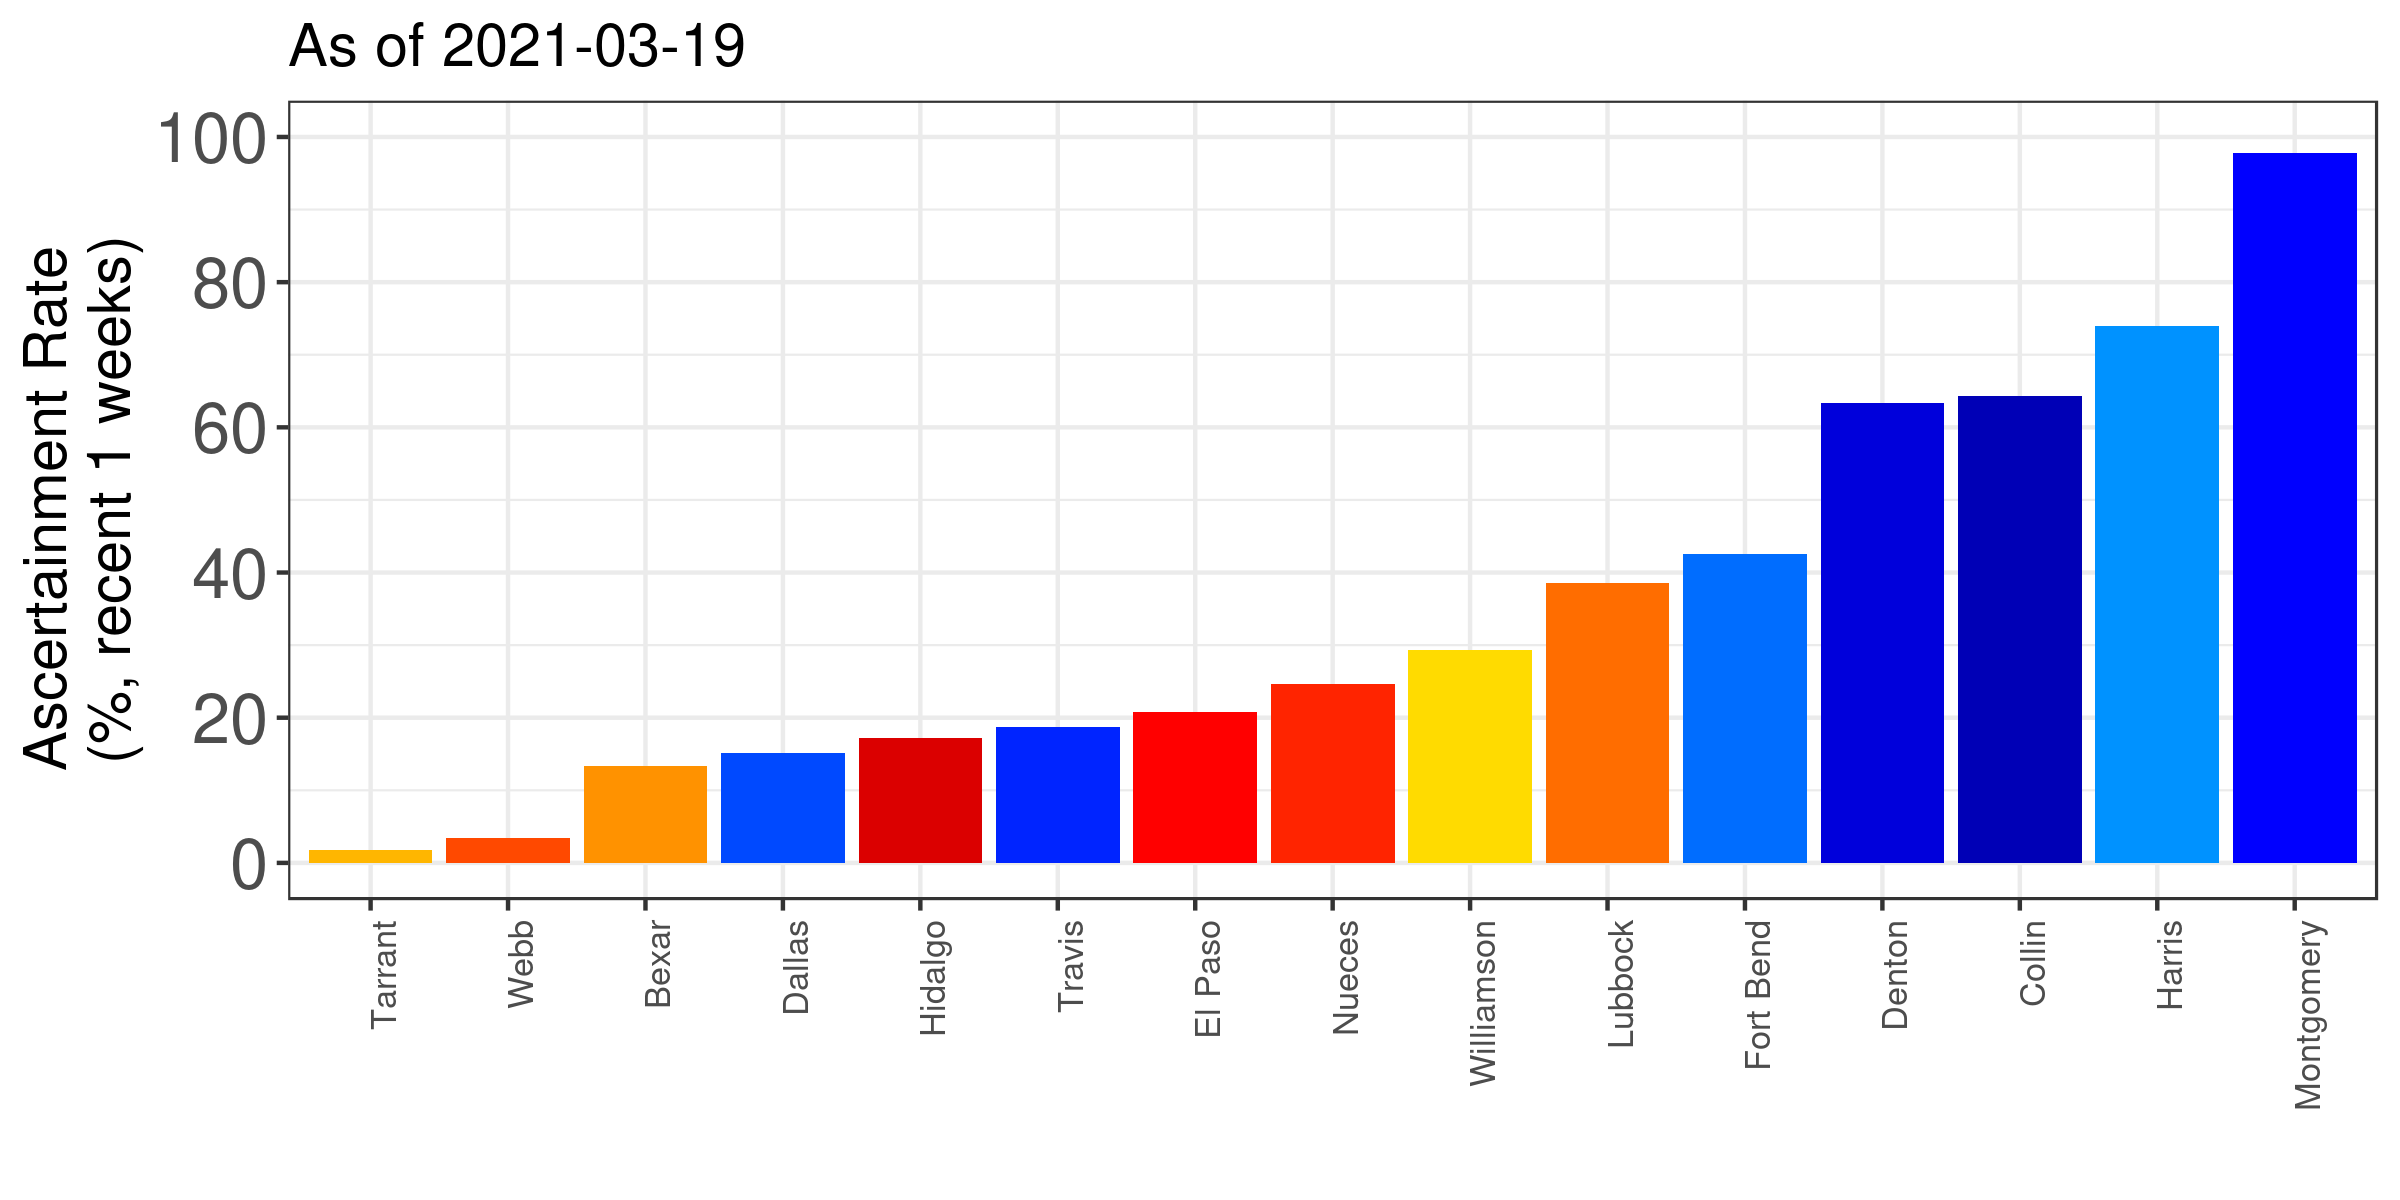 As of 2021-03-19
Ascertainment Rate
(%, recent 1 weeks)
100
80
60
40
20
0
Tarrant
Webb
Bexar
Dallas
Hidalgo
Travis
El Paso
Nueces
Williamson
Lubbock
Fort Bend
Denton
Collin
Harris
Montgomery